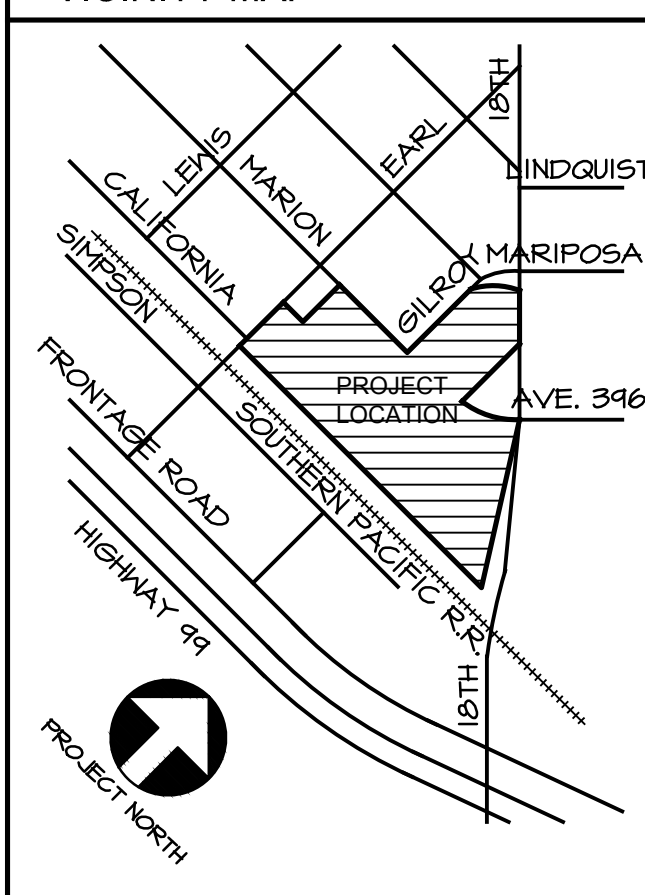 VICINITY MAP
18TH
LEWIS
EARL
MARION
LINDQUIST
CALIFORNIA
SIMPSON
GILROY
MARIPOSA
PROJECT
LOCATION
AVE. 396
FRONTAGE ROAD
SOUTHERN PACIFIC R.R.
HIGHWAY 99
18TH
PROJECT NORTH